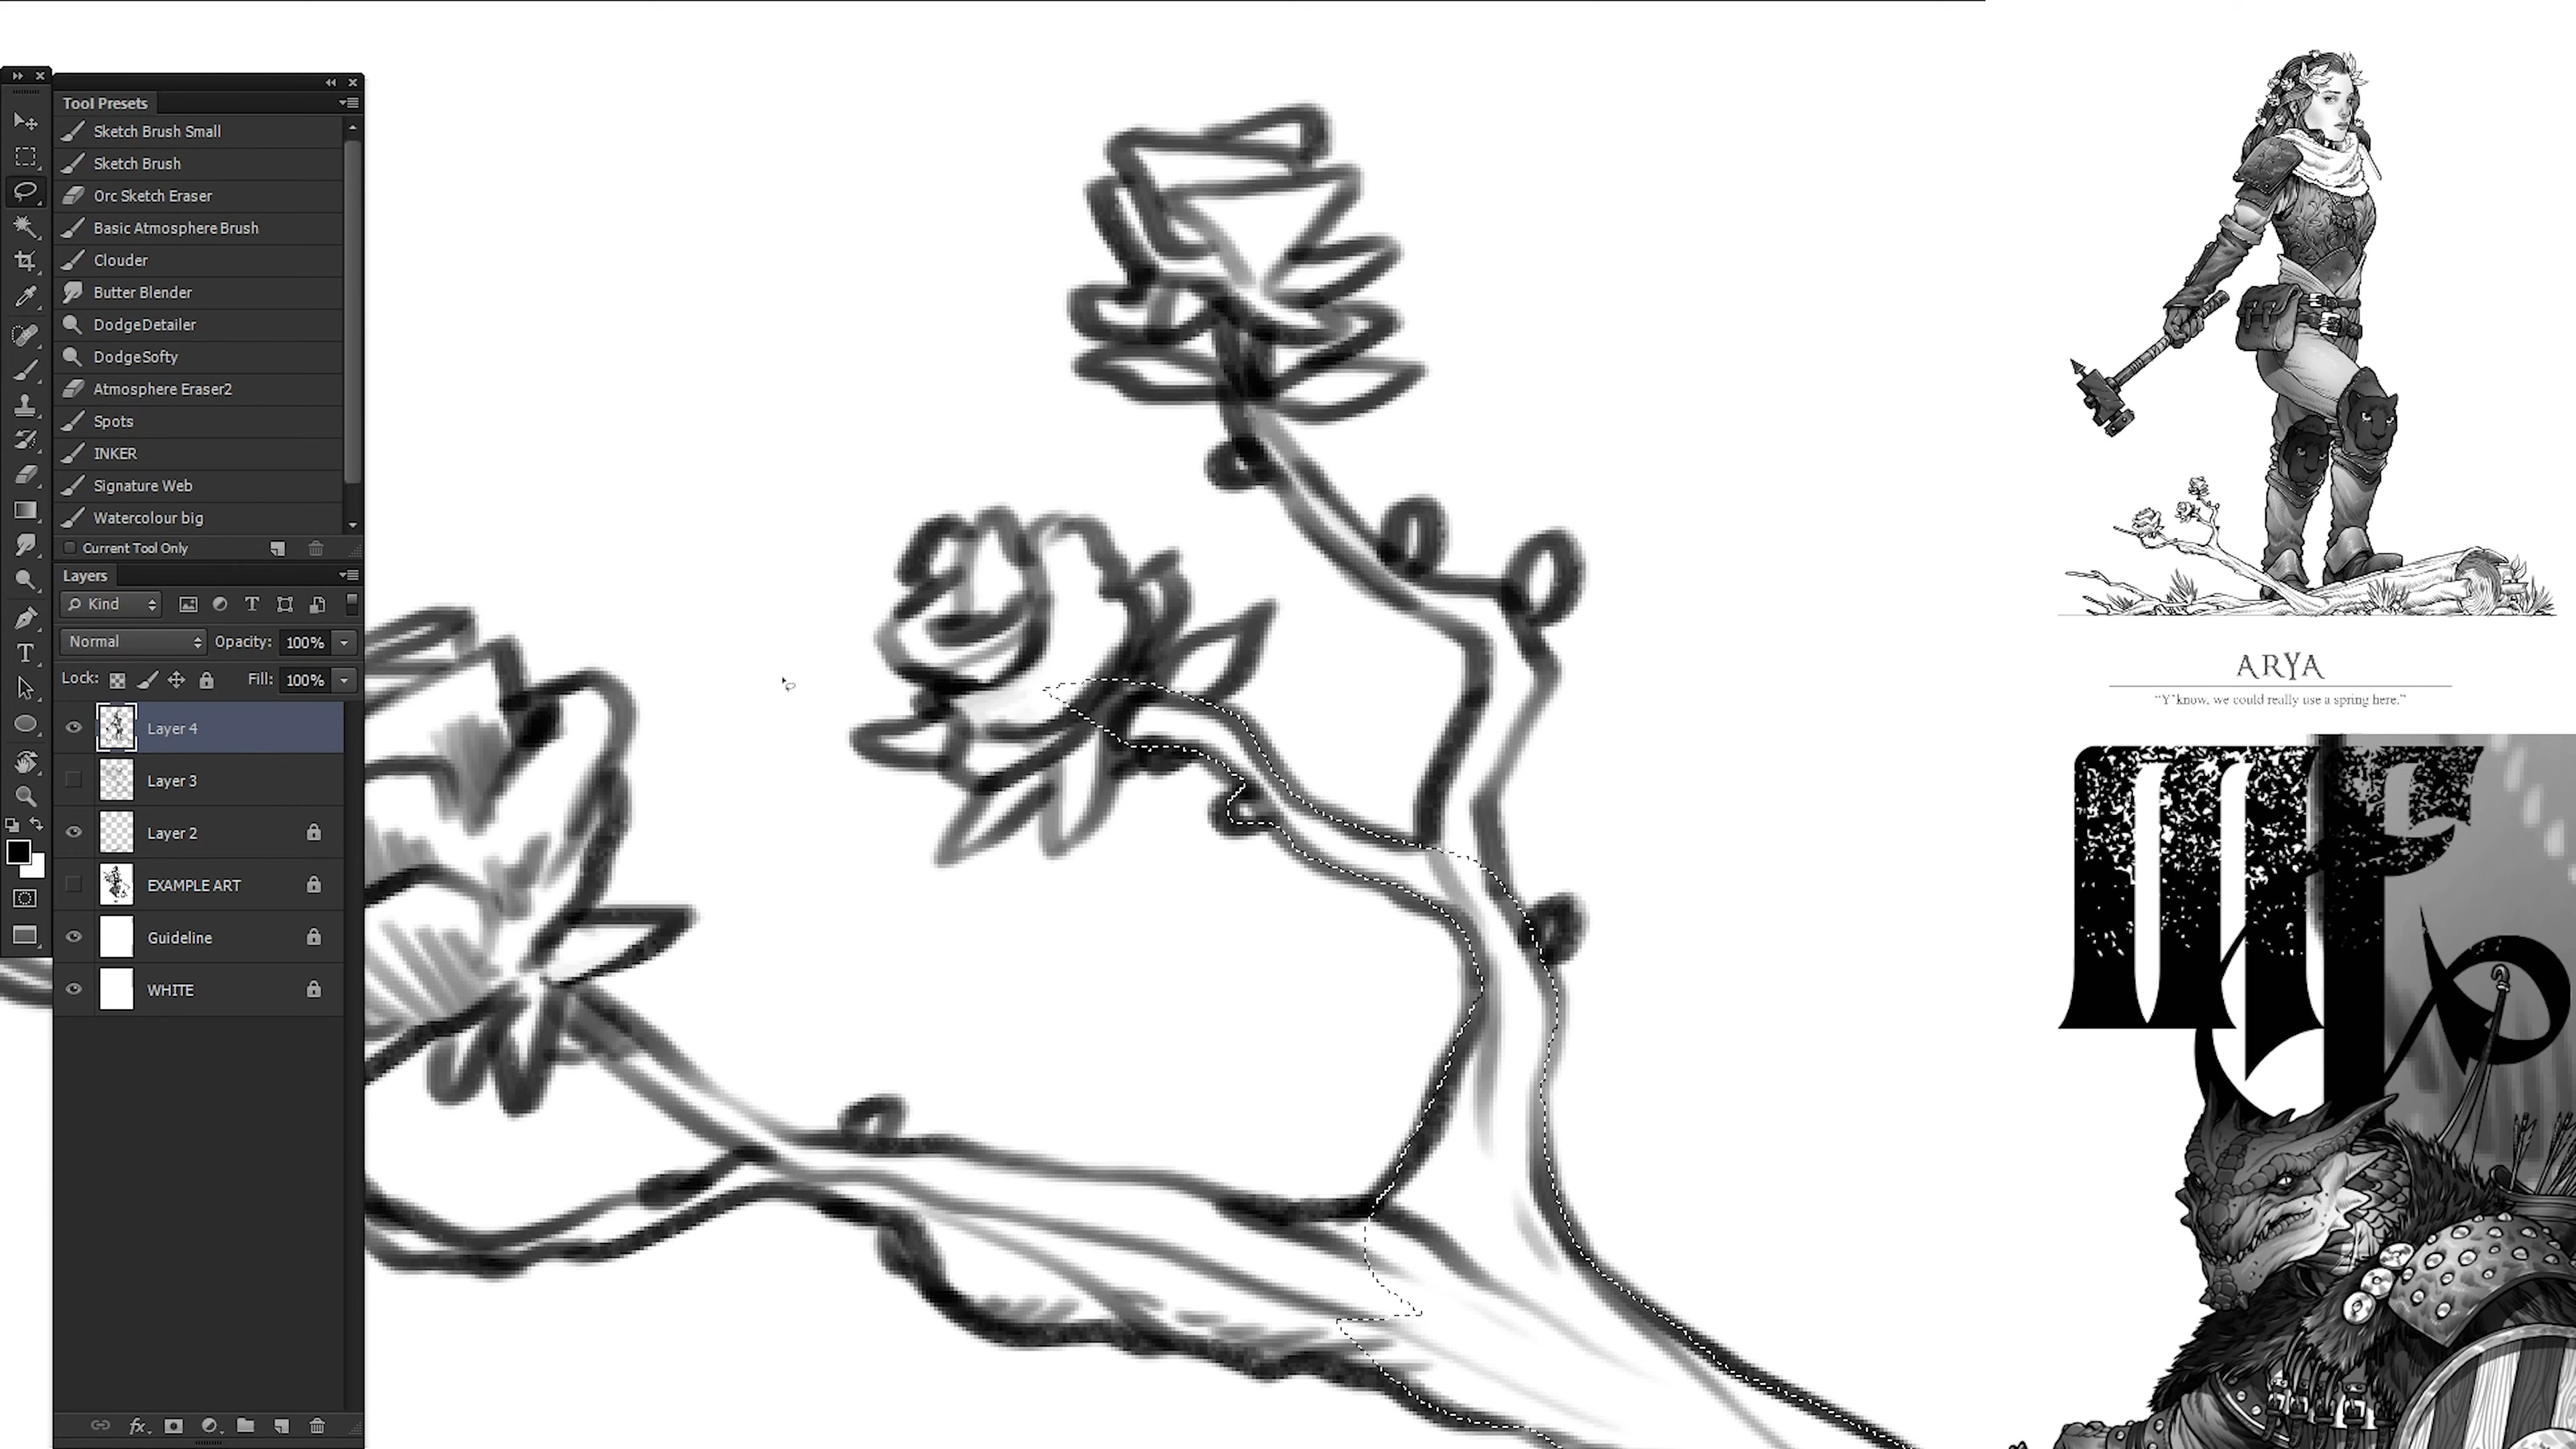 Tool Presets
Sketch Brush Small
Sketch Brush
Orc Sketch Eraser
Basic Atmosphere Brush
Clouder
Butter Blender
DodgeDetailer
DodgeSofty
Atmosphere Eraser2
Spots
INKER
Signature Web
Watercolour big
Current Tool Only
Layers
Kind
Normal Opacity: 100%
Lock: Fill: 100%
Layer 4
Layer 3
Layer 2
EXAMPLE ART
Guideline
WHITE
ARYA
"Y'know, we could really use a spring here."